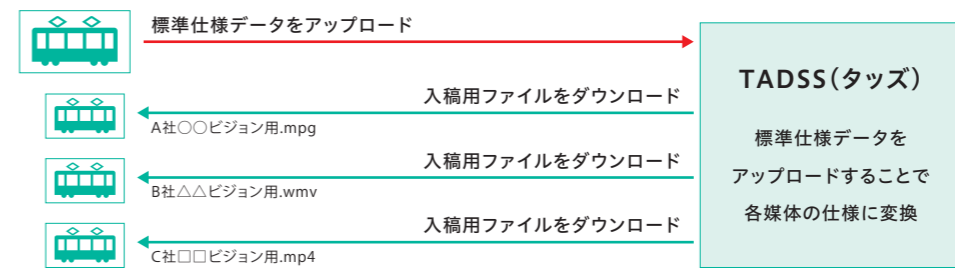 標準仕様データをアップロード
入稿用ファイルをダウンロード
A社○○ビジョン用.mpg
入稿用ファイルをダウンロード
B社△△ビジョン用.wmv
入稿用ファイルをダウンロード
C社□□ビジョン用.mp4
TADSS(タッズ)
標準仕様データを
アップロードすることで
各媒体の仕様に変換